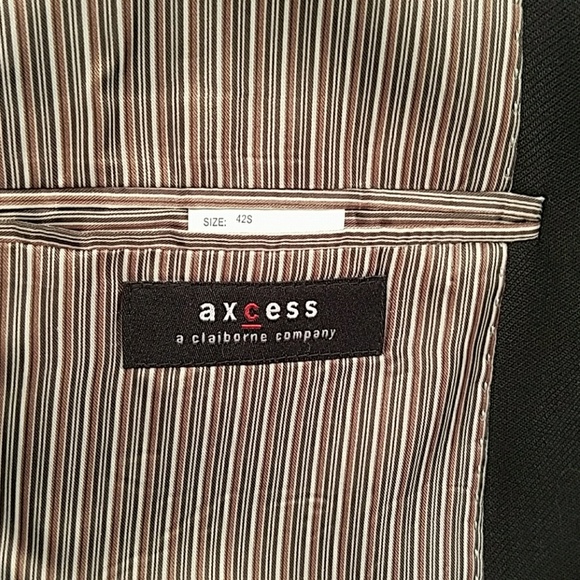 SIZE: 42S
axcess
a claiborne company